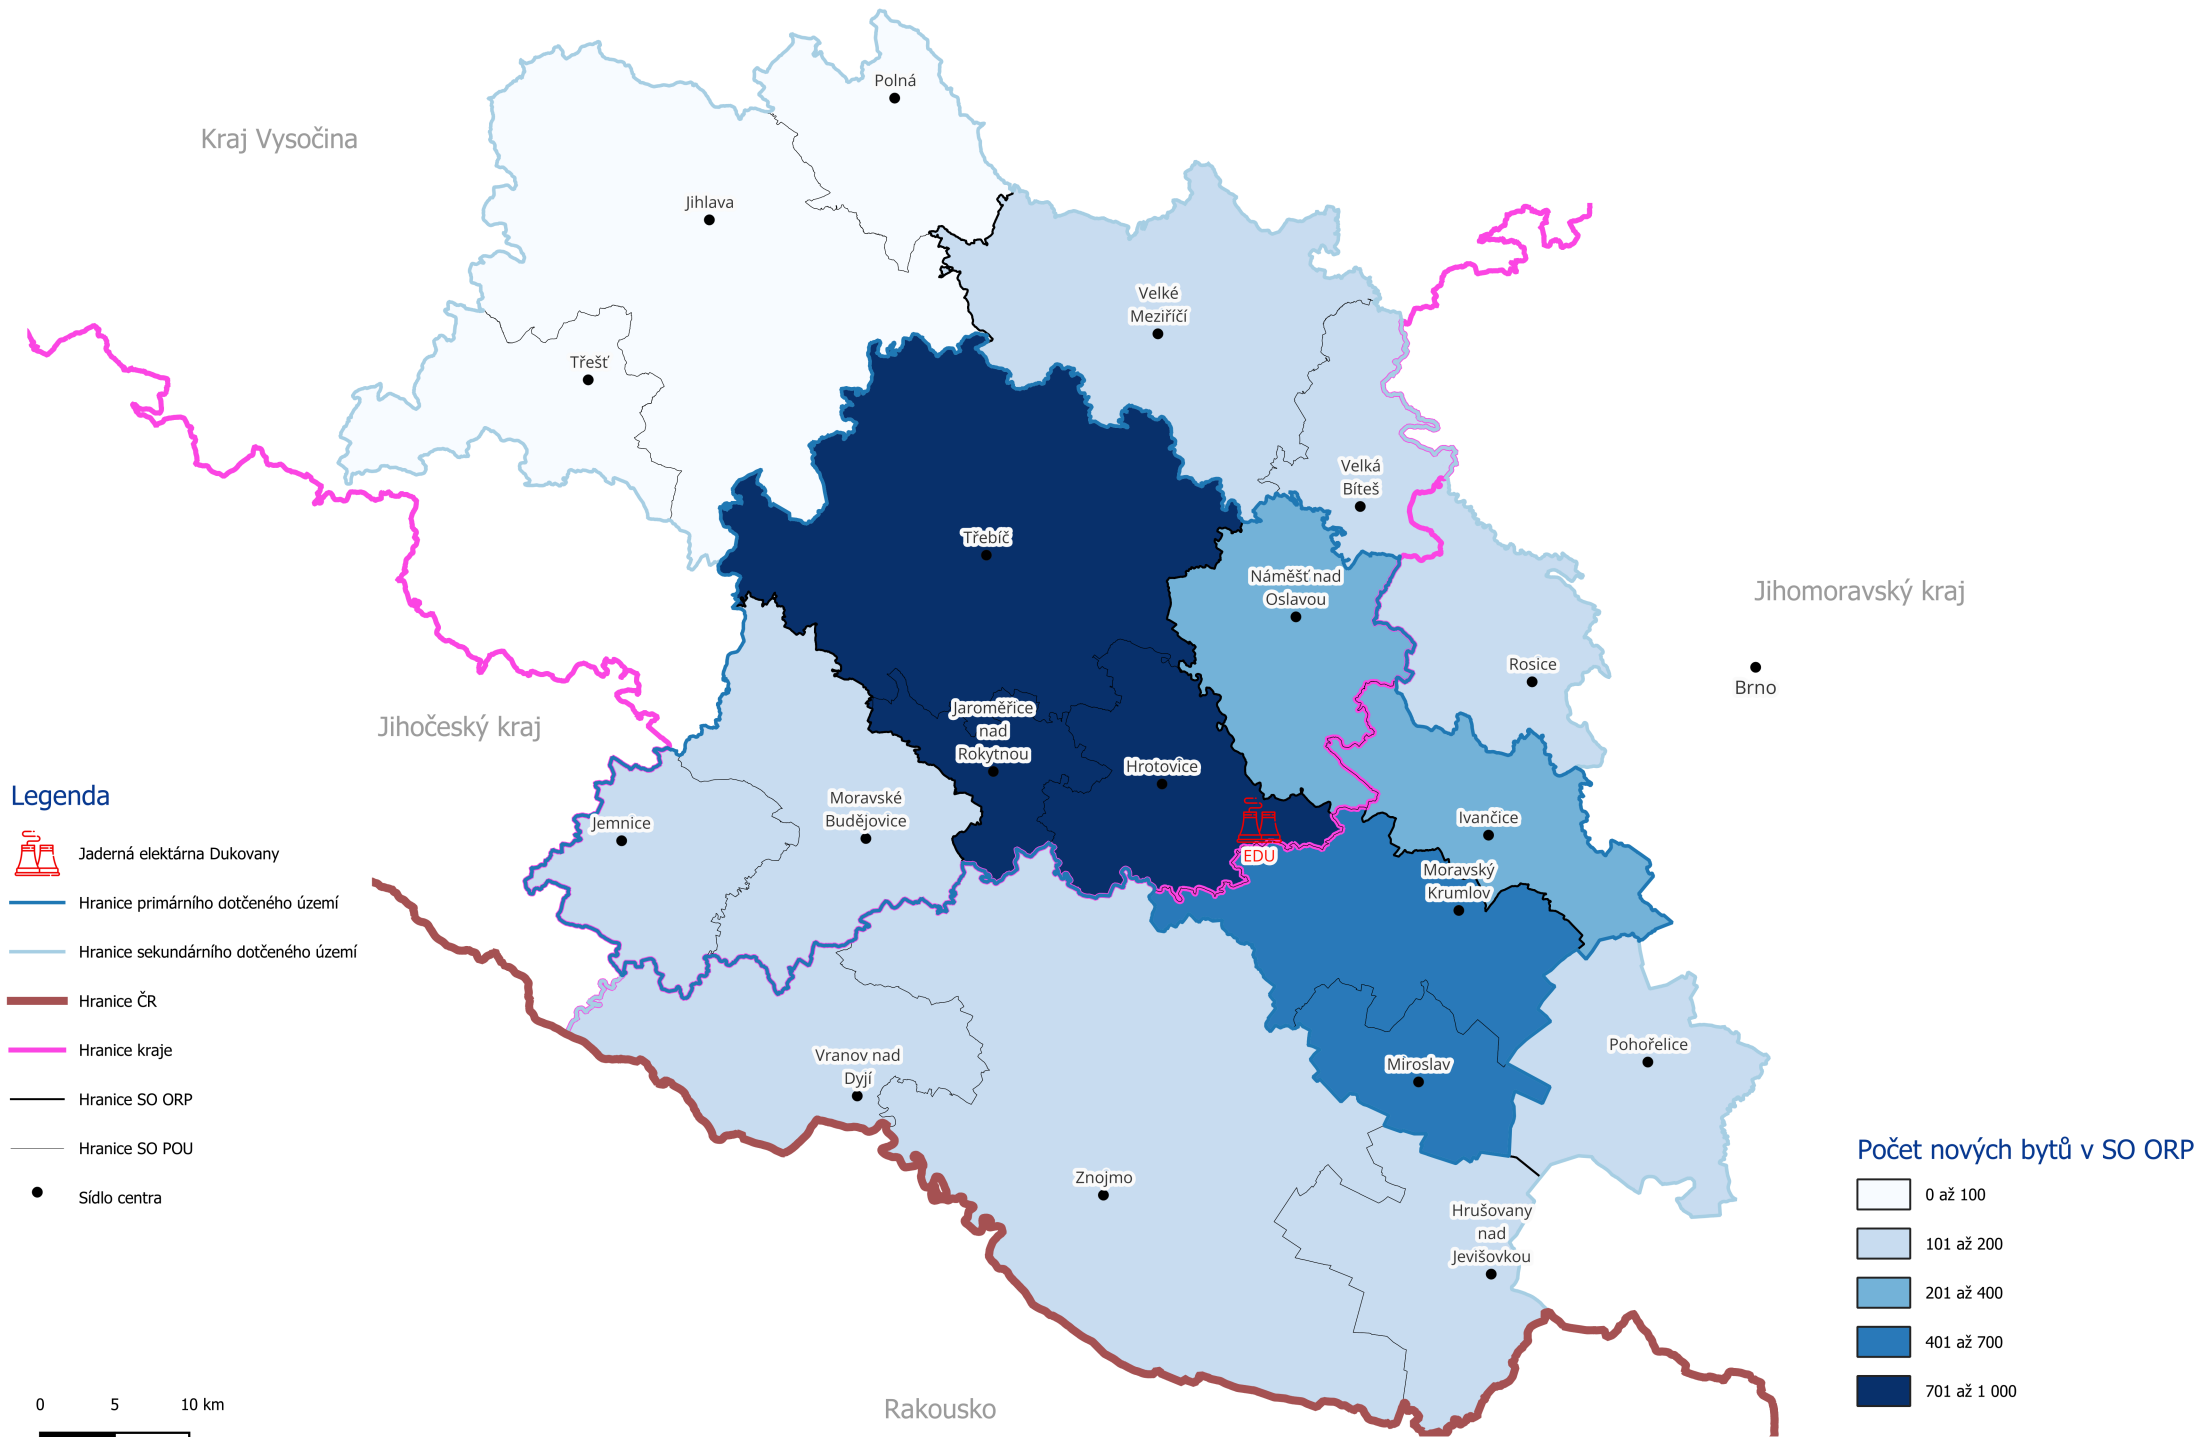 Polná
Kraj Vysočina
Jihlava
Velké
Meziříčí
Třešť
Velká
Bíteš
Třebíč
Náměšť nad
Oslavou
Jihomoravský kraj
Rosice
Brno
Jaroměřice
nad
Rokytnou
Jihočeský kraj
Hrotovice
Moravské
Budějovice
Jemnice
Ivančice
EDU
Moravský
Krumlov
Legenda
Jaderná elektárna Dukovany
Hranice primárního dotčeného území
Hranice sekundárního dotčeného území
Hranice ČR
Hranice kraje
Hranice SO ORP
Hranice SO POU
Sídlo centra
Vranov nad
Dyjí
Miroslav
Pohořelice
Znojmo
Hrušovany
nad
Jevišovkou
Počet nových bytů v SO ORP
0 až 100
101 až 200
201 až 400
401 až 700
701 až 1 000
0 5 10 km
Rakousko